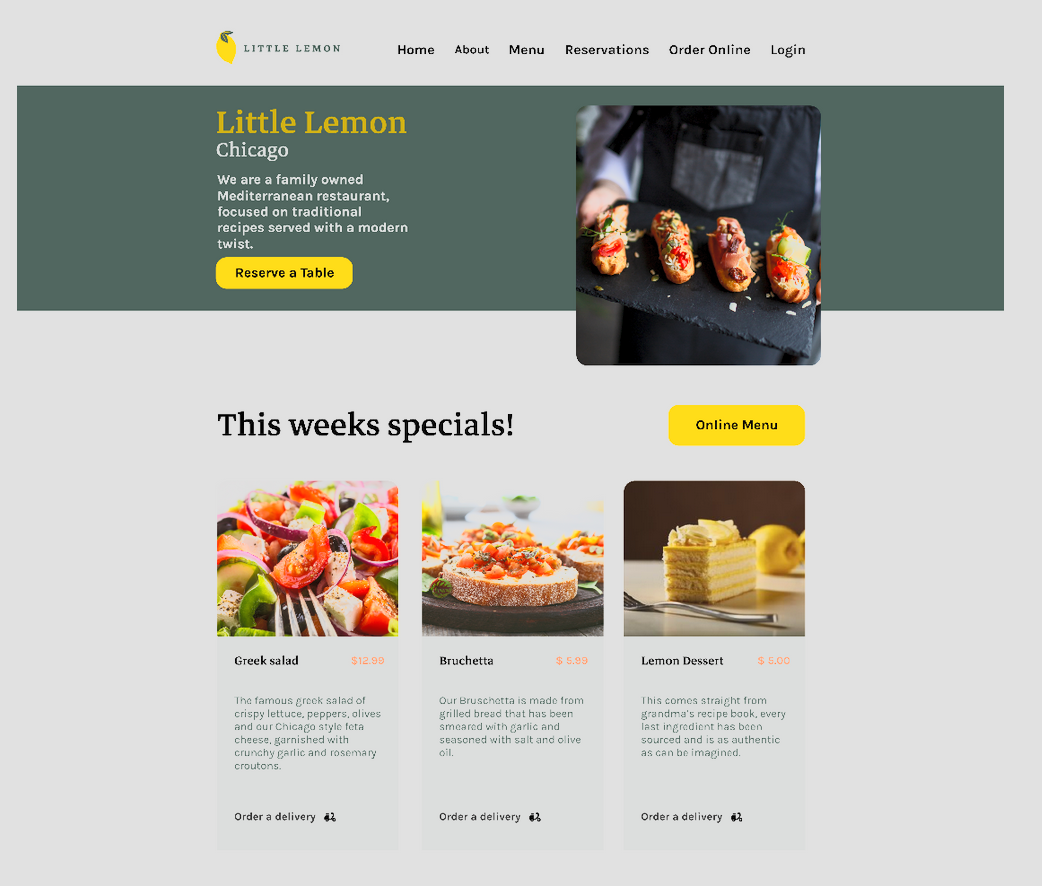 LITTLE LEMON
Home About Menu Reservations Order Online Login
Little Lemon
Chicago
We are a family owned
Mediterranean restaurant,
focused on traditional
recipes served with a modern
twist.
Reserve a Table
This weeks specials!
Online Menu
Greek salad $12.99
The famous greek salad of
crispy lettuce, peppers, olives
and our Chicago style feta
cheese, garnished with
crunchy garlic and rosemary
croutons.
Order a delivery
Bruchetta $ 5.99
Our Bruschetta is made from
grilled bread that has been
smeared with garlic and
seasoned with salt and olive
oil.
Order a delivery
Lemon Dessert $ 5.00
This comes straight from
grandma's recipe book, every
last ingredient has been
sourced and is as authentic
as can be imagined.
Order a delivery